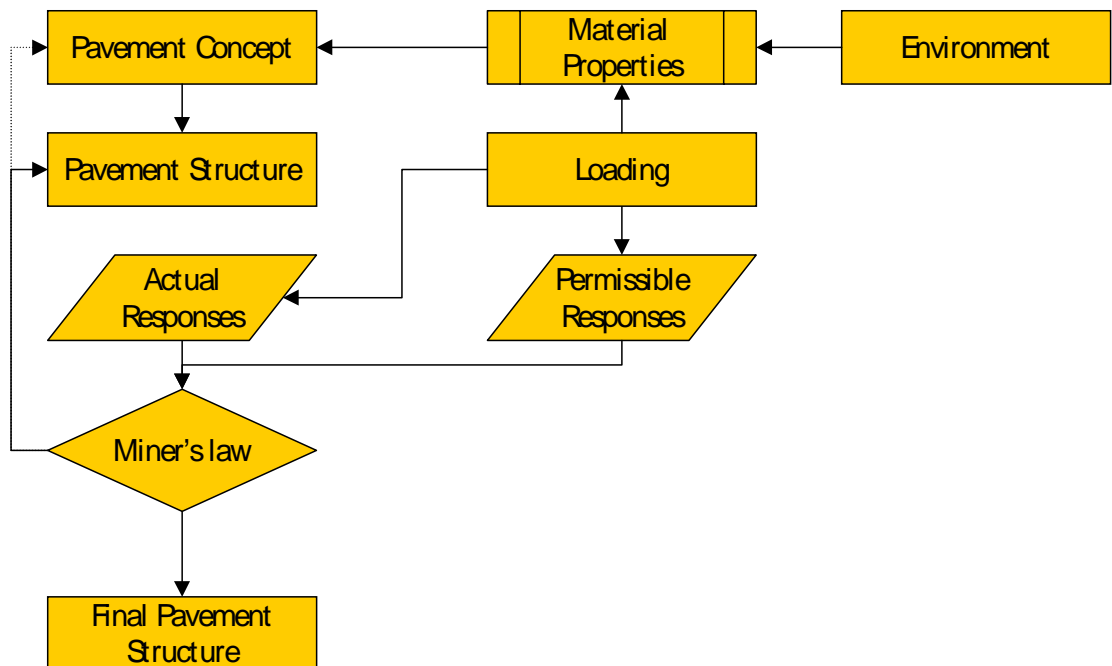 Pavement Concept
Material
Properties
Environment
Pavement Structure
Loading
Actual
Responses
Permissible
Responses
Miner's law
Final Pavement
Structure